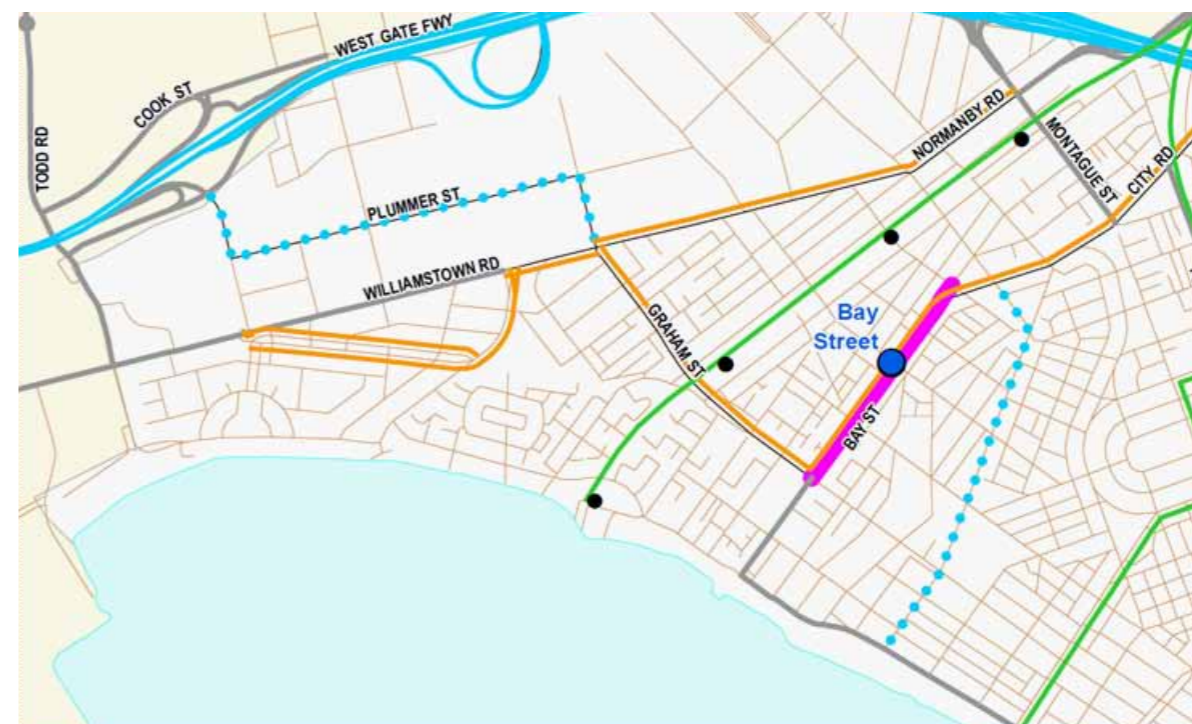 WEST GATE FWY
COOK ST
TODD RD
NORMANBY RD
MONTAGUE ST
CITY RD
PLUMMER ST
WILLIAMSTOWN RD
GRAHAM ST
Bay
Street
BAY ST